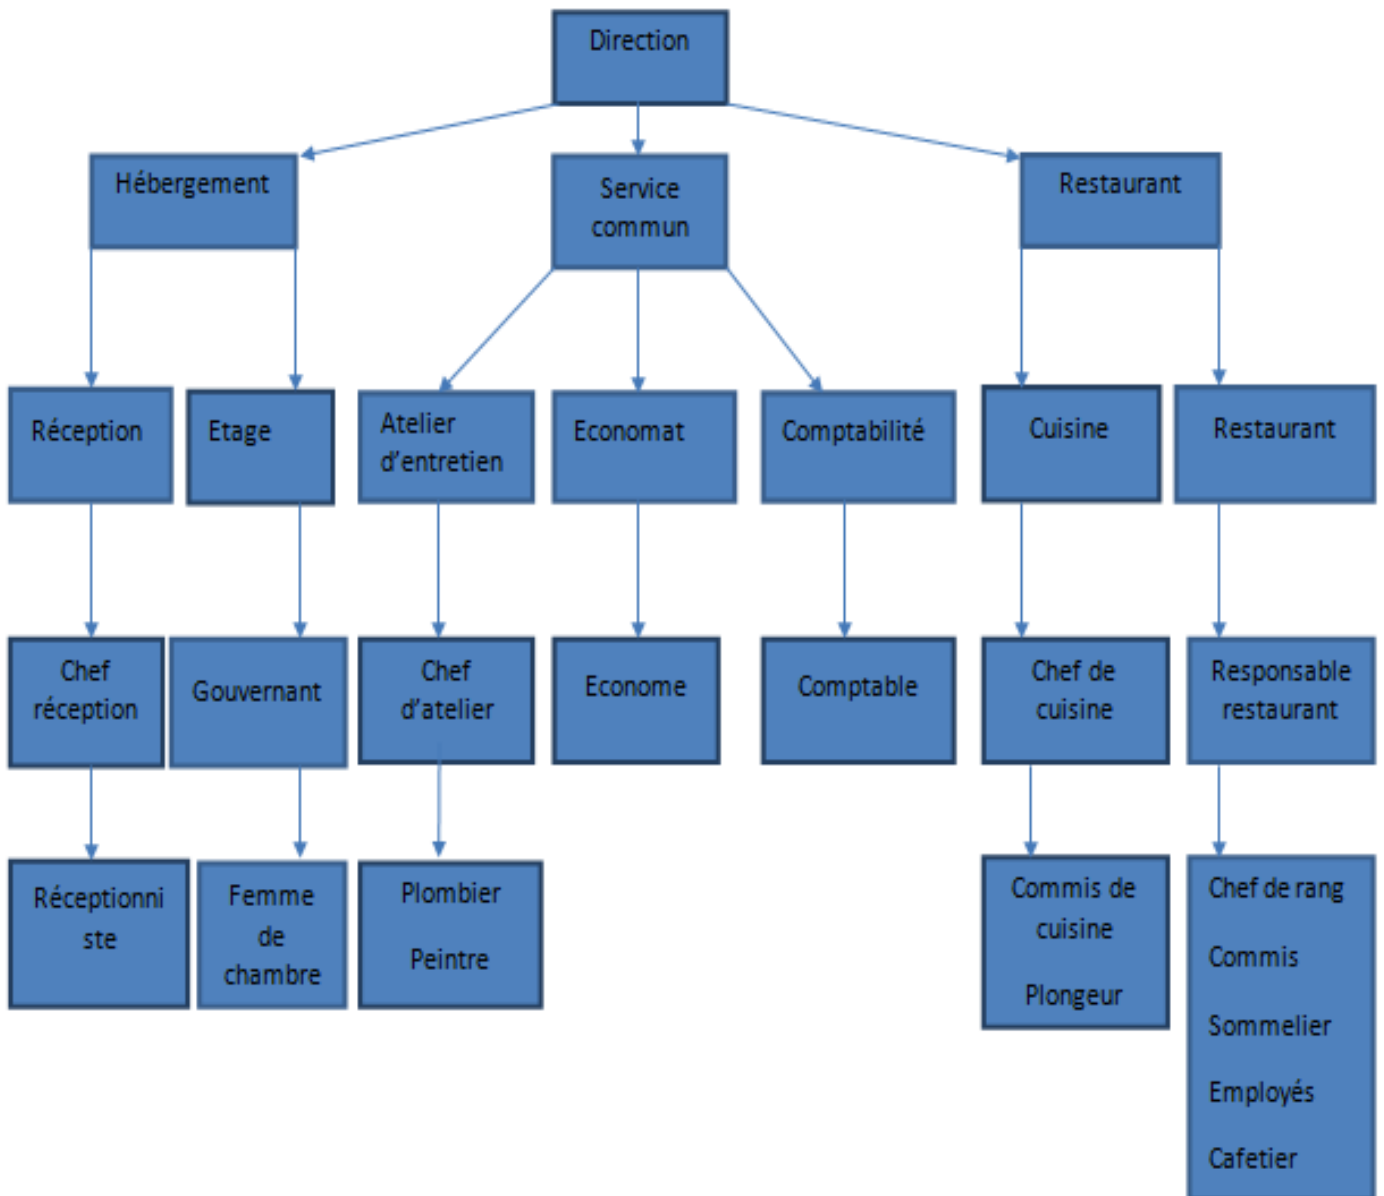 Direction
Hébergement
Service
commun
Restaurant
Réception
Etage
Atelier
d'entretien
Economat
Comptabilité
Cuisine
Restaurant
Chef
réception
Gouvernant
Chef
d'atelier
Econome
Comptable
Chef de
cuisine
Responsable
restaurant
Réceptionni
ste
Femme
de
chambre
Plombier
Peintre
Commis de
cuisine
Plongeur
Chef de rang
Commis
Sommelier
Employés
Cafetier